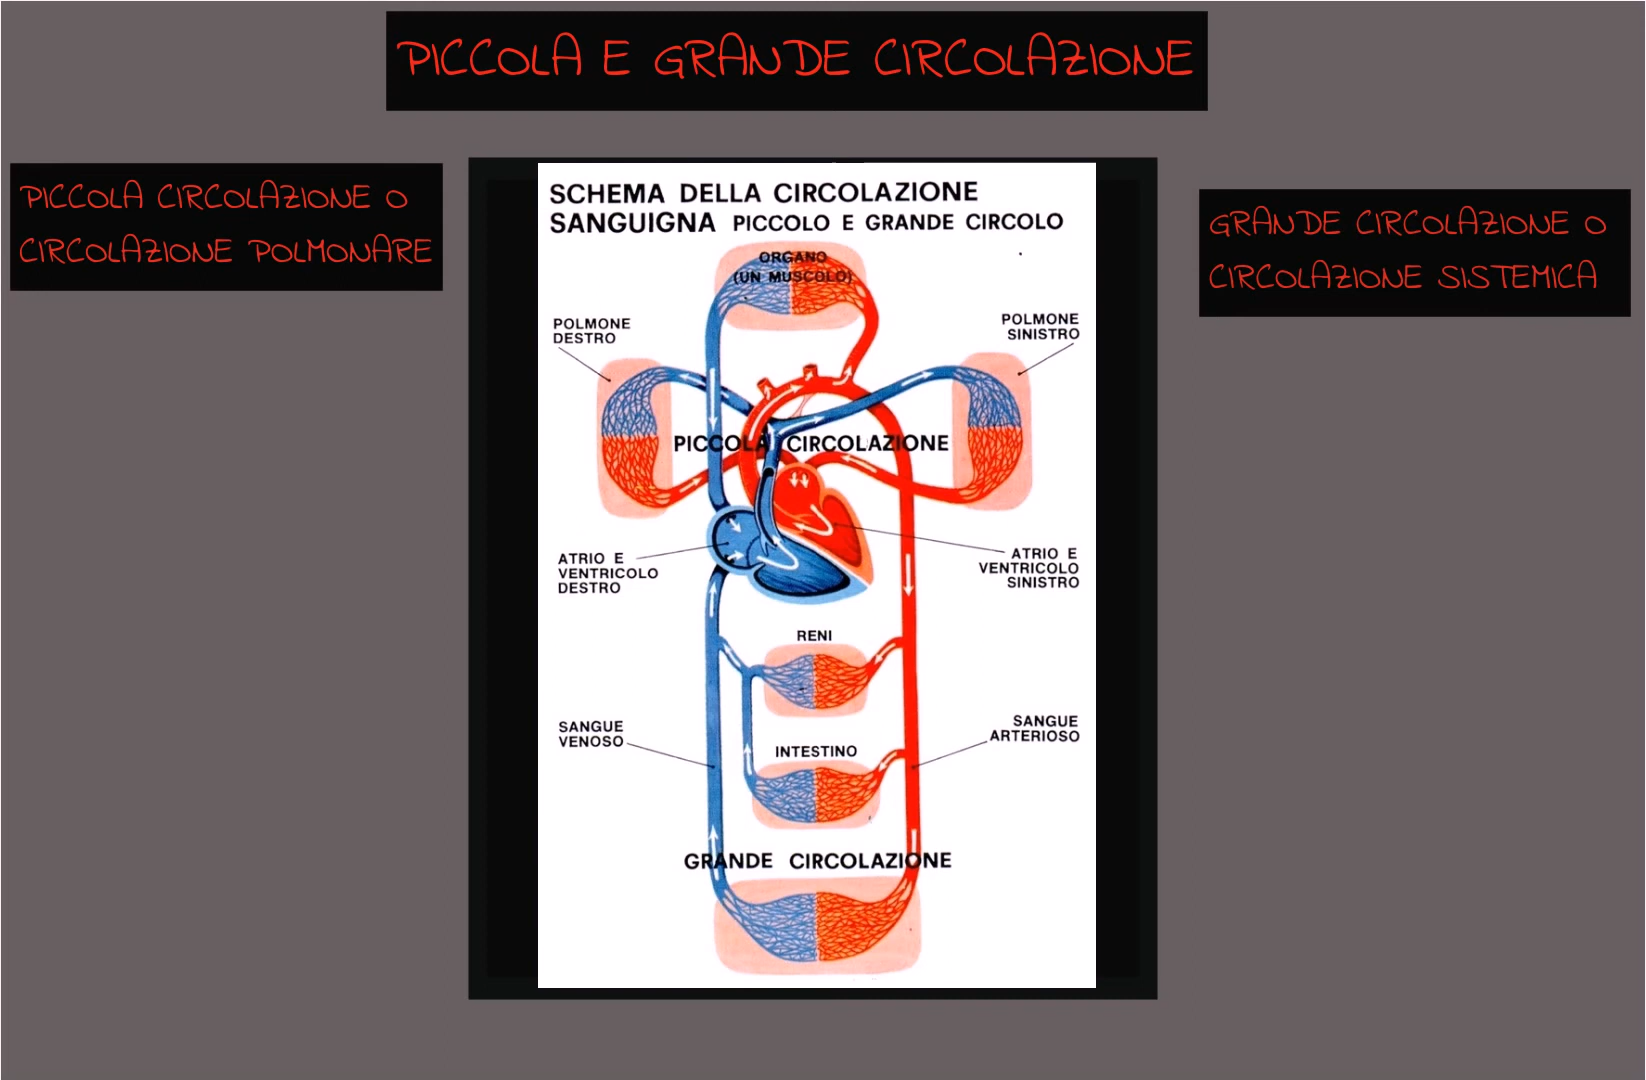 PICCOLA E GRANDE CIRCOLAZIONE
PICCOLA CIRCOLAZIONE O
CIRCOLAZIONE POLMONARE
GRANDE CIRCOLAZIONE O
CIRCOLAZIONE SISTEMICA
SCHEMA DELLA CIRCOLAZIONE
SANGUIGNA PICCOLO E GRANDE CIRCOLO
ORGANO
(UN MUSCOLO)
POLMONE
DESTRO
POLMONE
SINISTRO
PICCOLA CIRCOLAZIONE
ATRIO E
VENTRICOLO
DESTRO
ATRIO E
VENTRICOLO
SINISTRO
RENI
SANGUE
VENOSO
SANGUE
ARTERIOSO
INTESTINO
GRANDE CIRCOLAZIONE